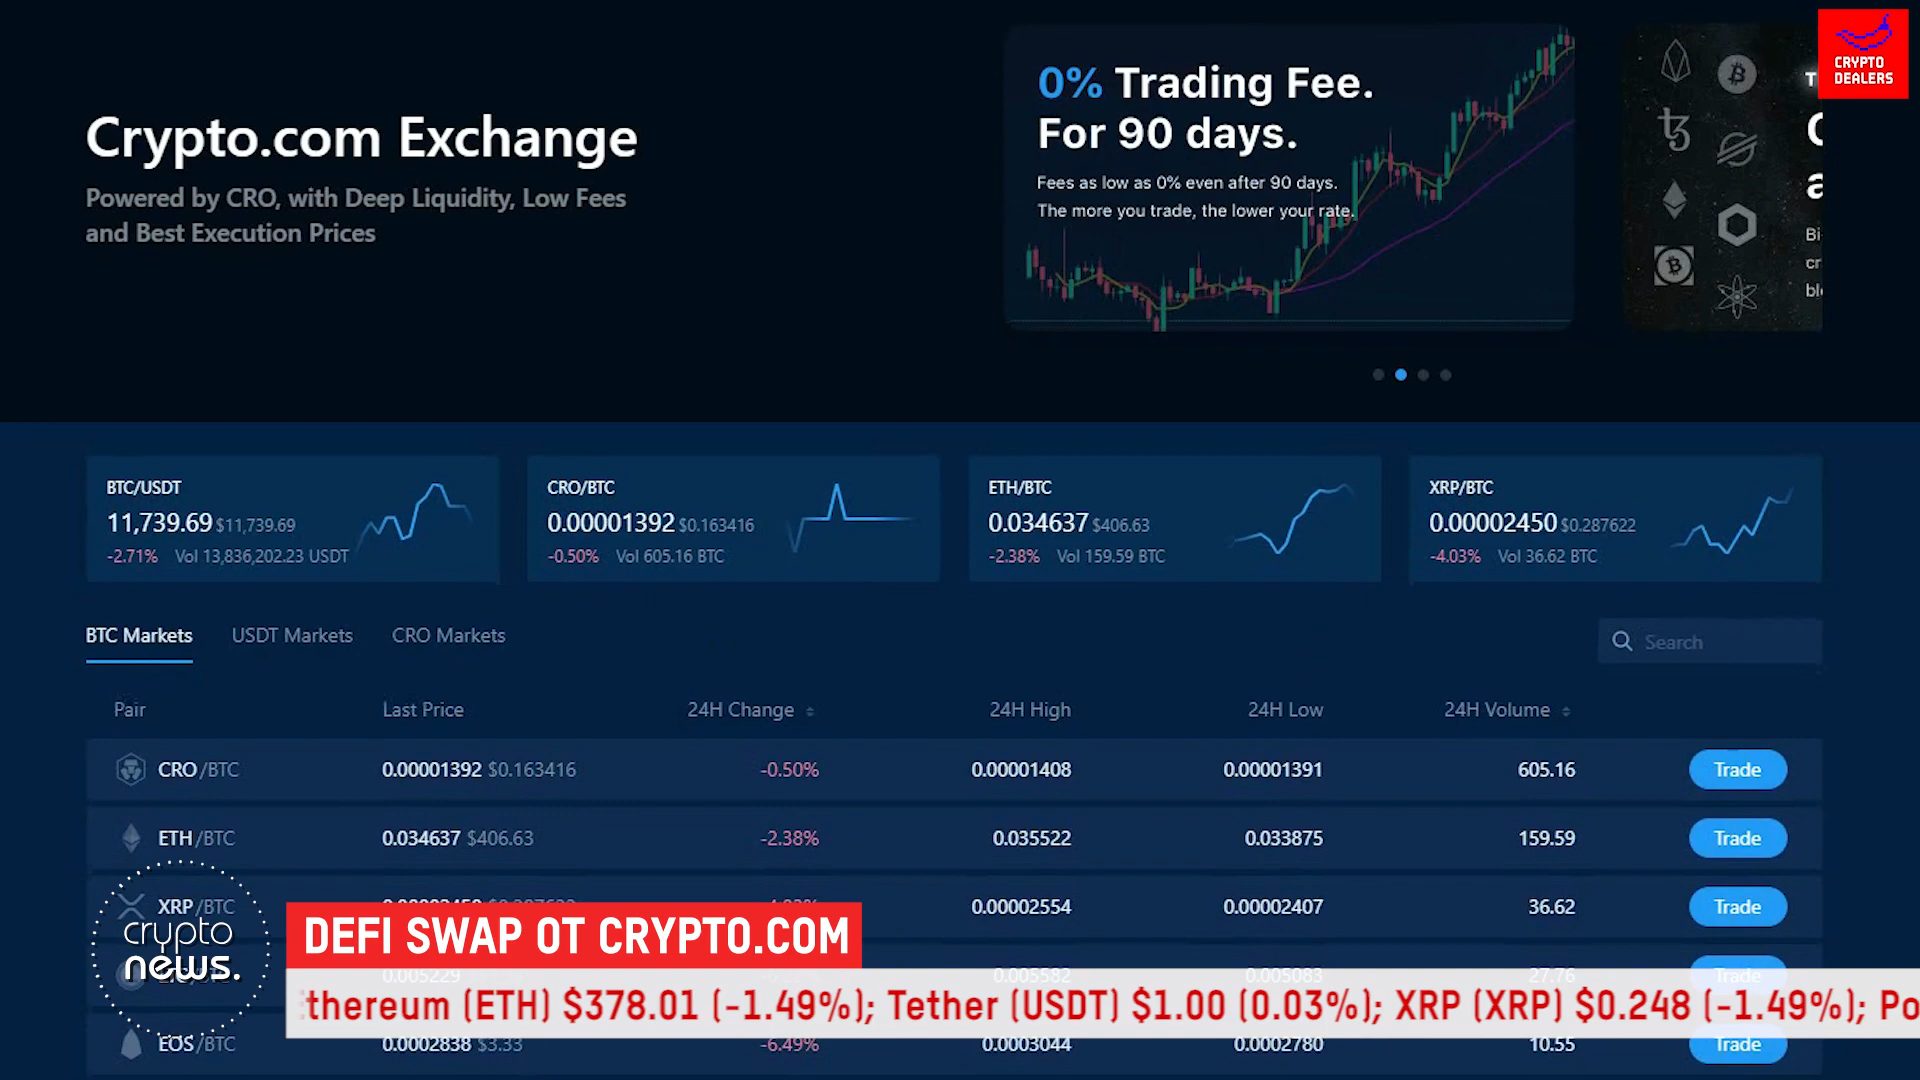 Crypto.com Exchange
Powered by CRO, with Deep Liquidity, Low Fees
and Best Execution Prices
0% Trading Fee.
For 90 days.
Fees as low as 0% even after 90 days.
The more you trade, the lower your rate.
CRYPTO
DEALERS
BTC/USDT
11,739.69 $11,739.69
-2.71% Vol 13,836,202.23 USDT
CRO/BTC
0.00001392 $0.163416
-0.50% Vol 605.16 BTC
ETH/BTC
0.034637 $406.63
-2.38% Vol 159.59 BTC
XRP/BTC
0.00002450 $0.287622
-4.03% Vol 36.62 BTC
BTC Markets USDT Markets CRO Markets Search
Pair Last Price 24H Change 24H High 24H Low 24H Volume
CRO/BTC 0.00001392 $0.163416 -0.50% 0.00001408 0.00001391 605.16 Trade
ETH/BTC 0.034637 $406.63 -2.38% 0.035522 0.033875 159.59 Trade
XRP/BTC 0.00002554 0.00002407 36.62 Trade
crypto
news.
DEFI SWAP ОТ CRYPTO.COM
thereum (ETH) $378.01 (-1.49%); Tether (USDT) $1.00 (0.03%); XRP (XRP) $0.248 (-1.49%); Po
EOS/BTC 0.0002838 $3.33 -6.49% 0.0003044 0.0002780 10.55 Trade